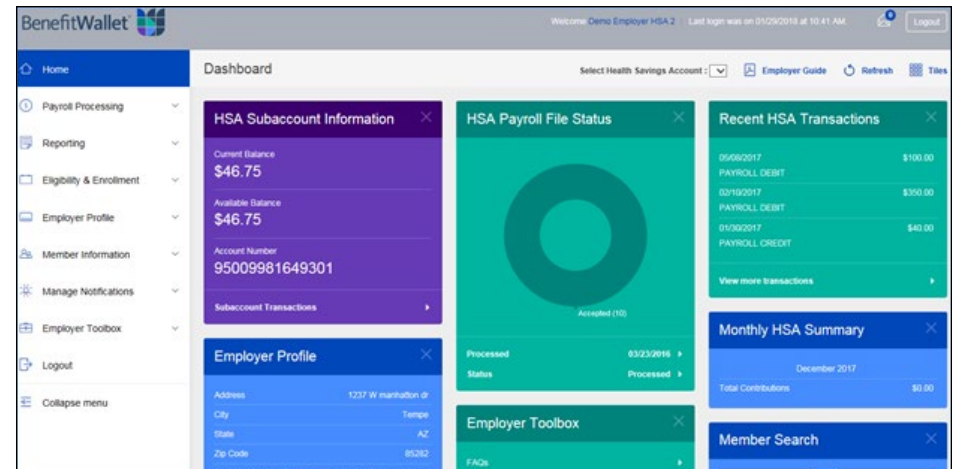 BenefitWallet
Welcome Demo Employer HSA 2 | Last login was on 01/29/2018 at 10:41 AM
Logout
Home
Payroll Processing
Reporting
Eligibility & Enrollment
Employer Profile
Member Information
Manage Notifications
Employer Toolbox
Logout
Collapse menu
Dashboard
Select Health Savings Account :
Employer Guide
Refresh
Tiles
HSA Subaccount Information
Current Balance
$46.75
Available Balance
$46.75
Account Number
95009981649301
Subaccount Transactions
Employer Profile
Address 1237 W manhatton dr
City Tempe
State AZ
Zip Code 85282
HSA Payroll File Status
Accepted (10)
Processed 03/23/2016
Status Processed
Employer Toolbox
FAQs
Recent HSA Transactions
05/08/2017 $100.00
PAYROLL DEBIT
02/10/2017 $350.00
PAYROLL DEBIT
01/30/2017 $40.00
PAYROLL CREDIT
View more transactions
Monthly HSA Summary
December 2017
Total Contributions $0.00
Member Search